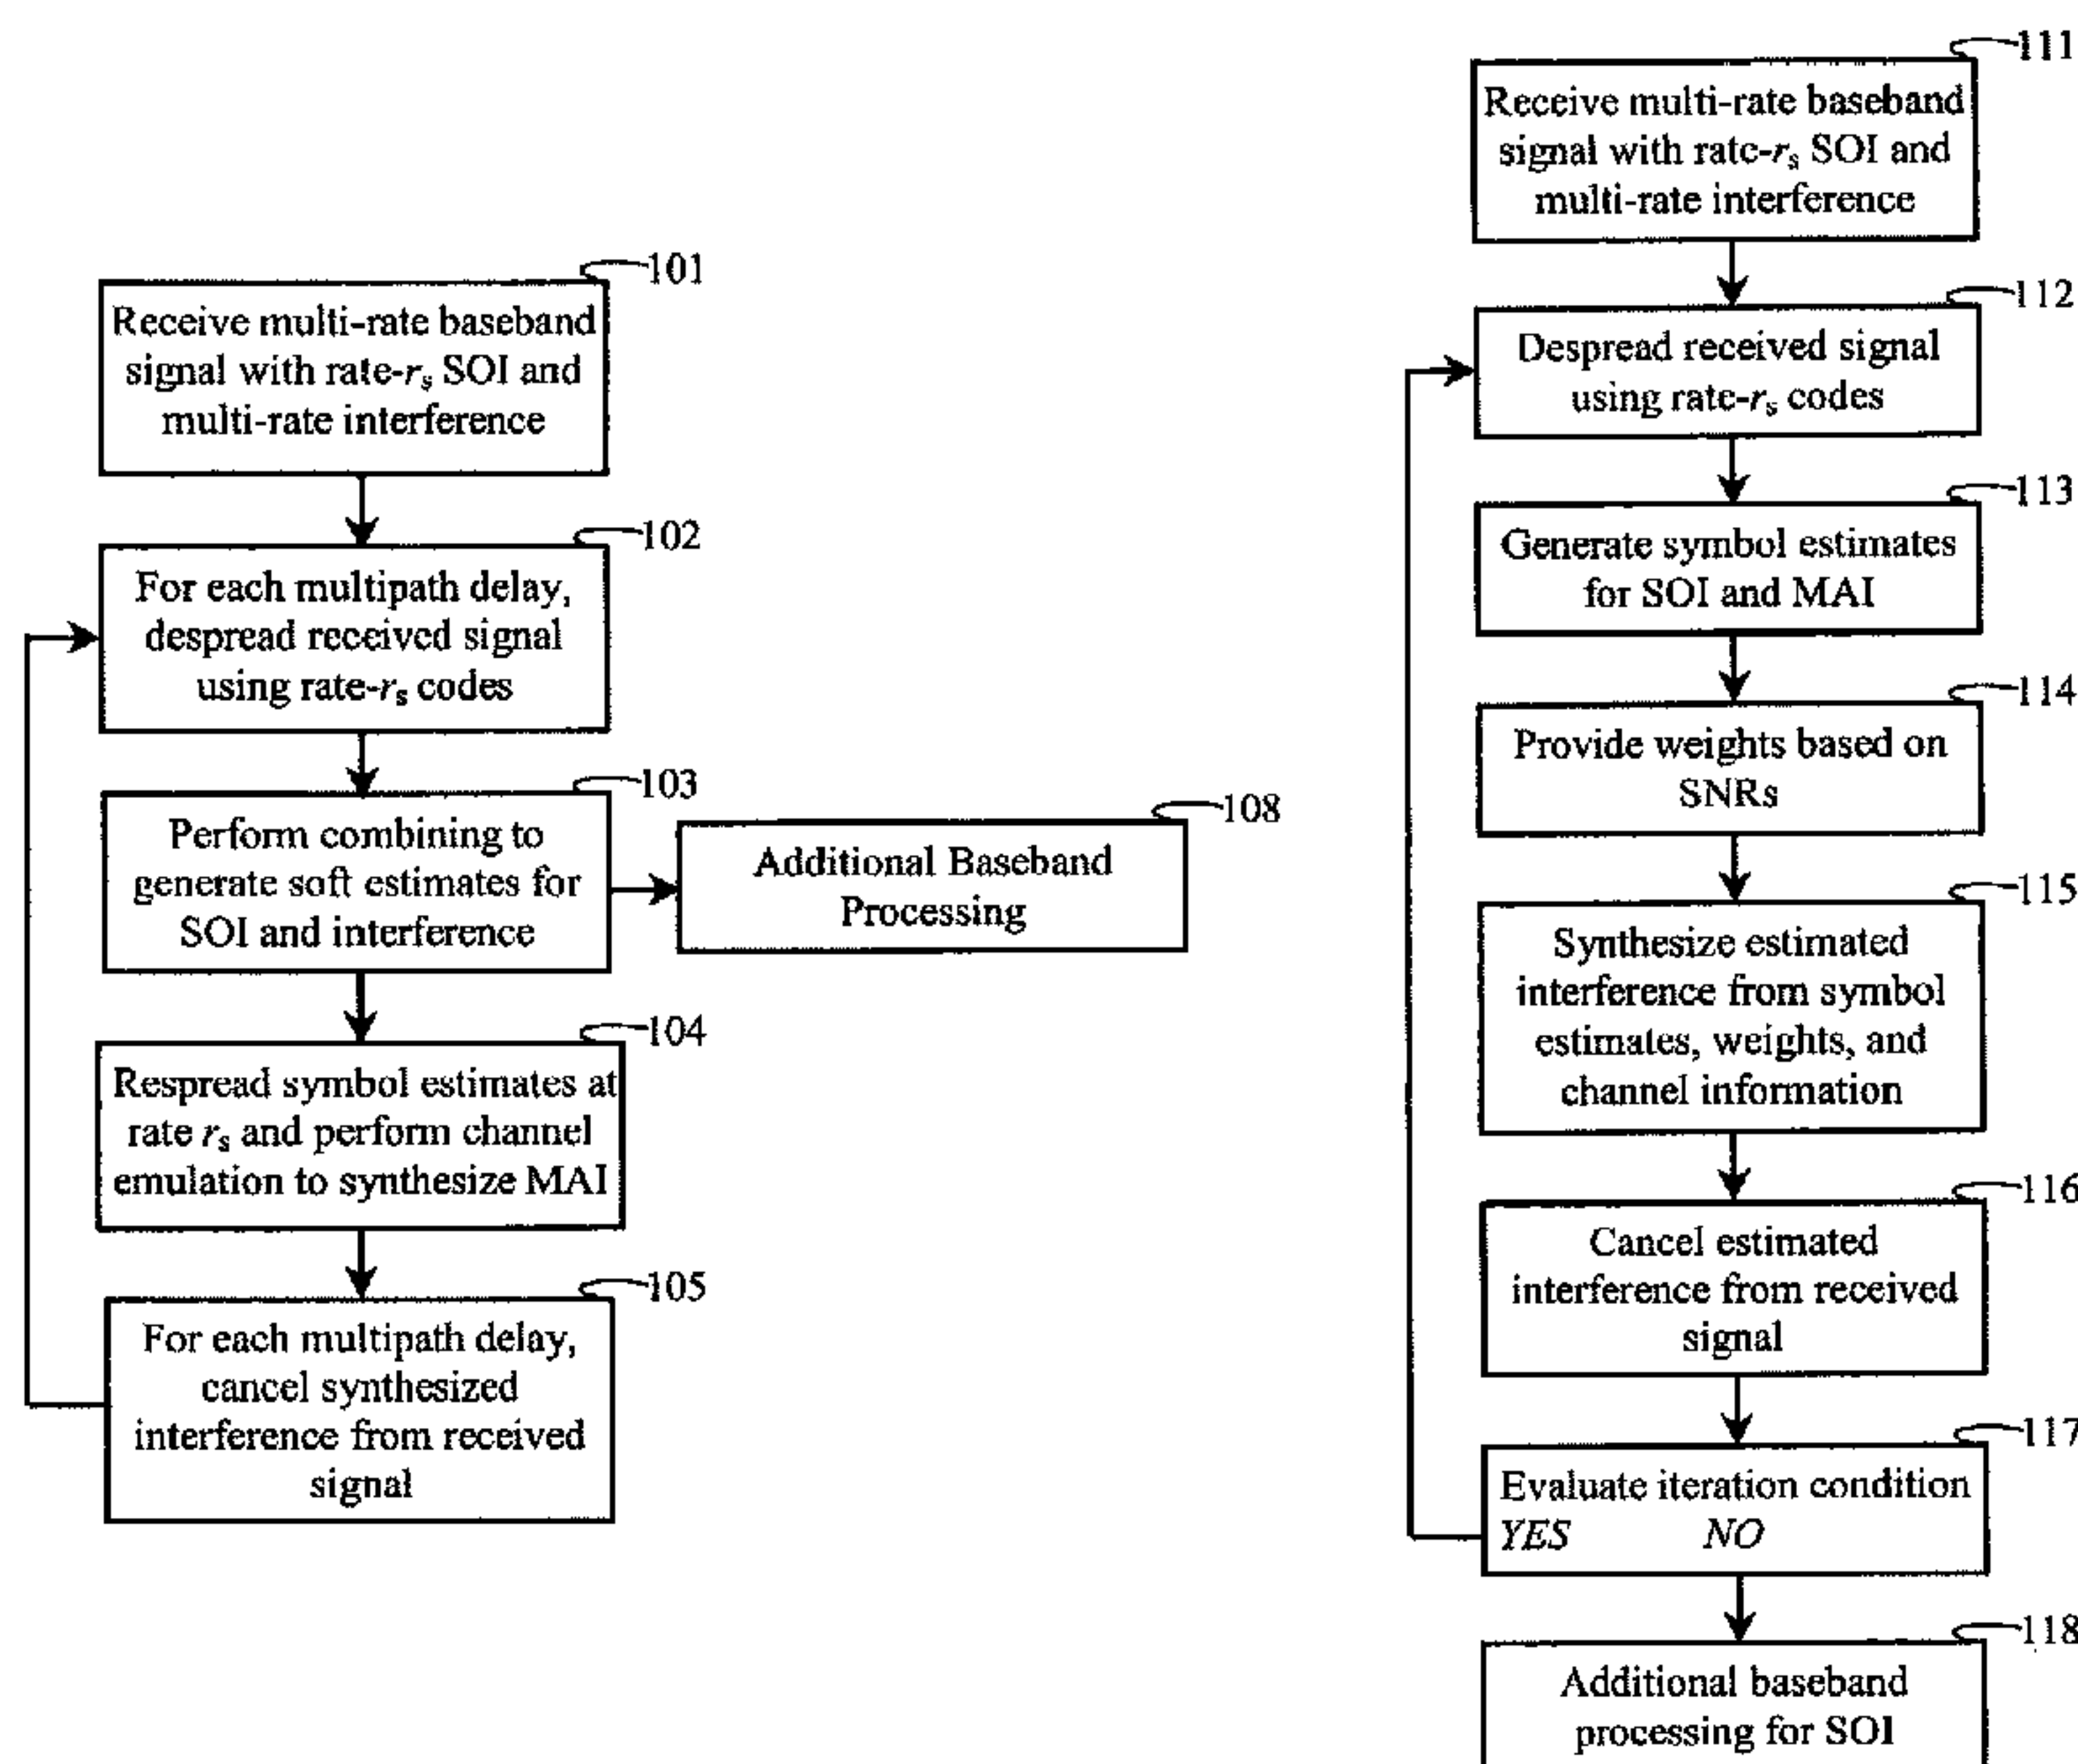 101
Receive multi-rate baseband
signal with rate-rs SOI and
multi-rate interference
102
For each multipath delay,
despread received signal
using rate-rs codes
103
Perform combining to
generate soft estimates for
SOI and interference
108
Additional Baseband
Processing
104
Respread symbol estimates at
rate rs and perform channel
emulation to synthesize MAI
105
For each multipath delay,
cancel synthesized
interference from received
signal
111
Receive multi-rate baseband
signal with rate-rs SOI and
multi-rate interference
112
Despread received signal
using rate-rs codes
113
Generate symbol estimates
for SOI and MAI
114
Provide weights based on
SNRs
115
Synthesize estimated
interference from symbol
estimates, weights, and
channel information
116
Cancel estimated
interference from received
signal
117
Evaluate iteration condition
YES NO
118
Additional baseband
processing for SOI